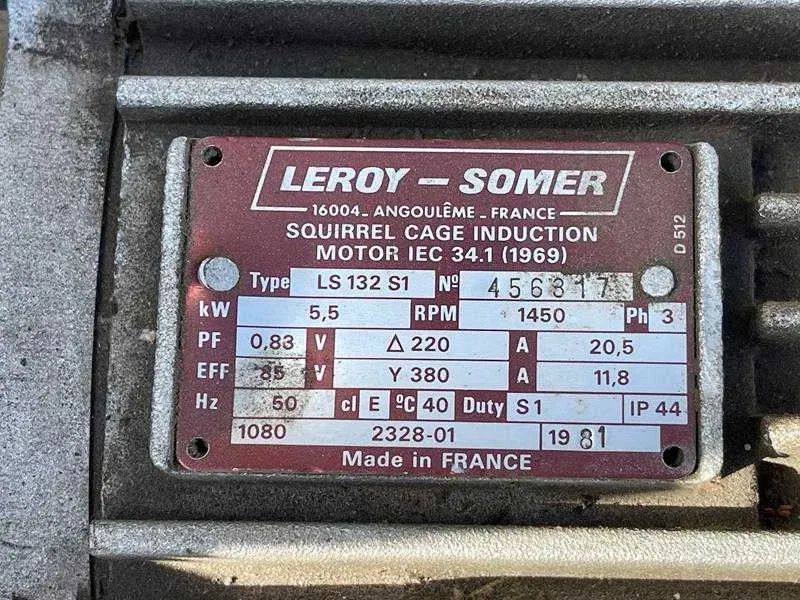 LEROY - SOMER
16004 - ANGOULÊME - FRANCE
SQUIRREL CAGE INDUCTION
MOTOR IEC 34.1 (1969)
D 512
Type LS 132 S1 Nº 456817
kW 5,5 RPM 1450 Ph 3
PF 0,83 V Δ 220 A 20,5
EFF 85 V Y 380 A 11,8
Hz 50 cl E ºC 40 Duty S1 IP 44
1080 2328-01 19 81
Made in FRANCE